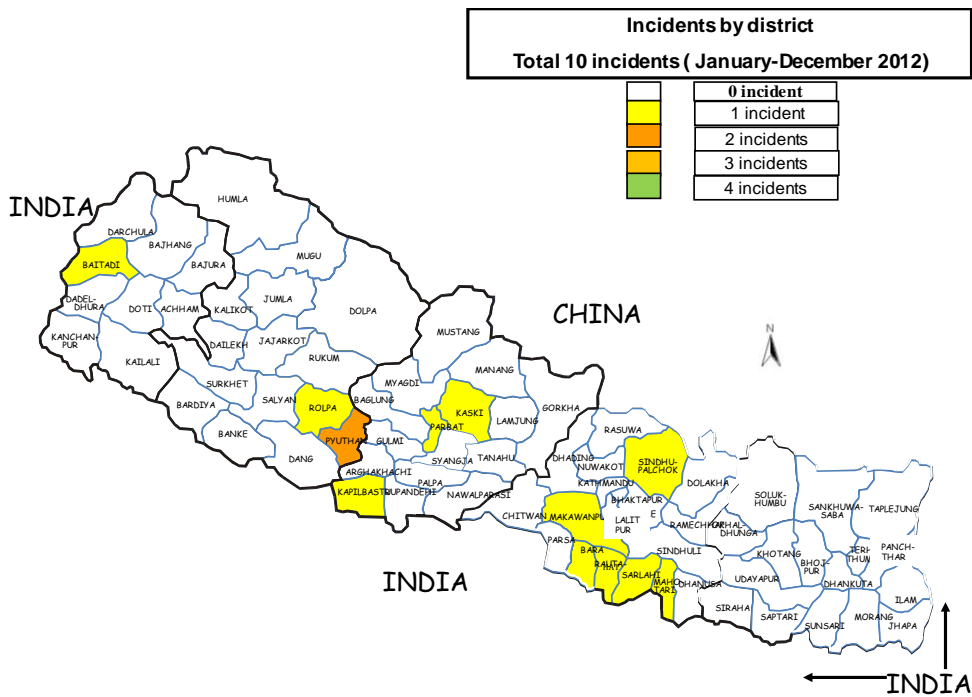 Incidents by district
Total 10 incidents ( January-December 2012)
0 incident
1 incident
2 incidents
3 incidents
4 incidents
INDIA
HUMLA
DARCHULA
BAJHANG
BAITADI
BAJURA
MUGU
DADEL-
DHURA
DOTI
ACHHAM
KALIKOT
JUMLA
DOLPA
CHINA
N
KANCHAN-
PUR
KAILALI
DAILEKH
JAJARKOT
RUKUM
MUSTANG
MANANG
SURKHET
MYAGDI
BARDIYA
SALYAN
ROLPA
BAGLUNG
KASKI
PARBAT
LAMJUNG
GORKHA
BANKE
PYUTHAN
GULMI
DANG
SYANGJA
TANAHU
ARGHAKHACHI
PALPA
KAPILBASTU
RUPANDEHI
NAWALPARASI
RASUWA
DHADING
NUWAKOT
SINDHU-
PALCHOK
KATHMANDU
DOLAKHA
BHAKTAPUR
E
CHITWAN
MAKAWANPU
LALIT
PUR
RAMECHHAP
PARSA
BARA
RAUTA-
HAT
SINDHULI
SARLAHI
MAHO
TARI
DHANUSA
SOLUK-
HUMBU
SANKHUWA-
SABA
TAPLEJUNG
DHUNGA
KHOTANG
BHOJ-
PUR
THUM
PANCH-
THAR
UDAYAPUR
DHANKUTA
ILAM
SIRAHA
SAPTARI
SUNSARI
MORANG
JHAPA
INDIA
INDIA